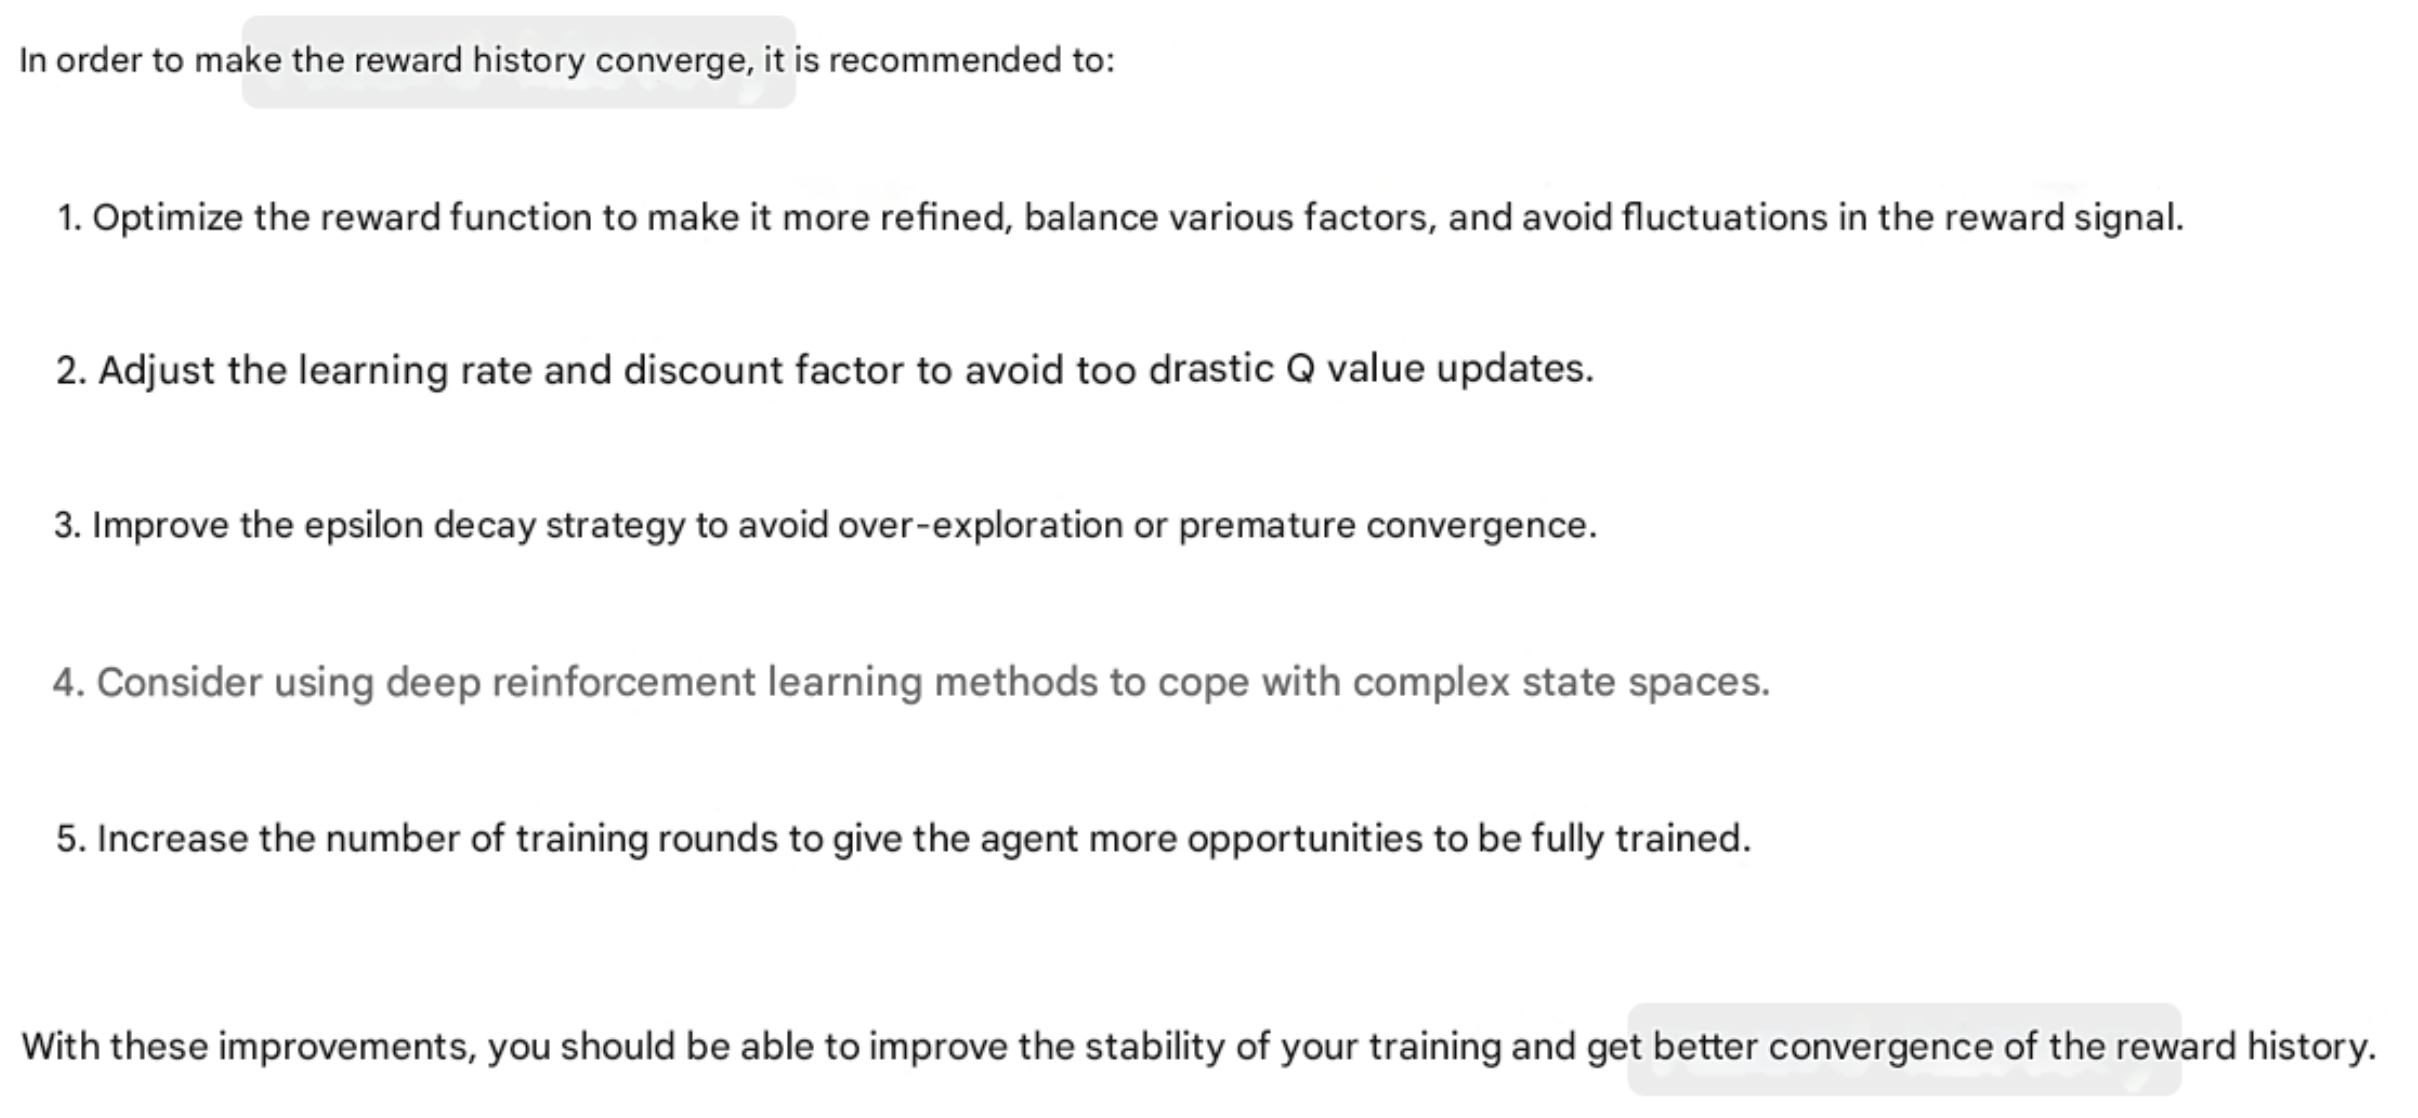 In order to make the reward history converge, it is recommended to:
1. Optimize the reward function to make it more refined, balance various factors, and avoid fluctuations in the reward signal.
2. Adjust the learning rate and discount factor to avoid too drastic Q value updates.
3. Improve the epsilon decay strategy to avoid over-exploration or premature convergence.
4. Consider using deep reinforcement learning methods to cope with complex state spaces.
5. Increase the number of training rounds to give the agent more opportunities to be fully trained.
With these improvements, you should be able to improve the stability of your training and get better convergence of the reward history.